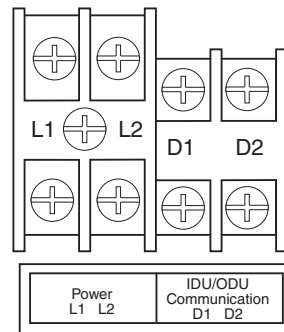 L1 L2
D1 D2
Power
L1 L2
IDU/ODU
Communication
D1 D2